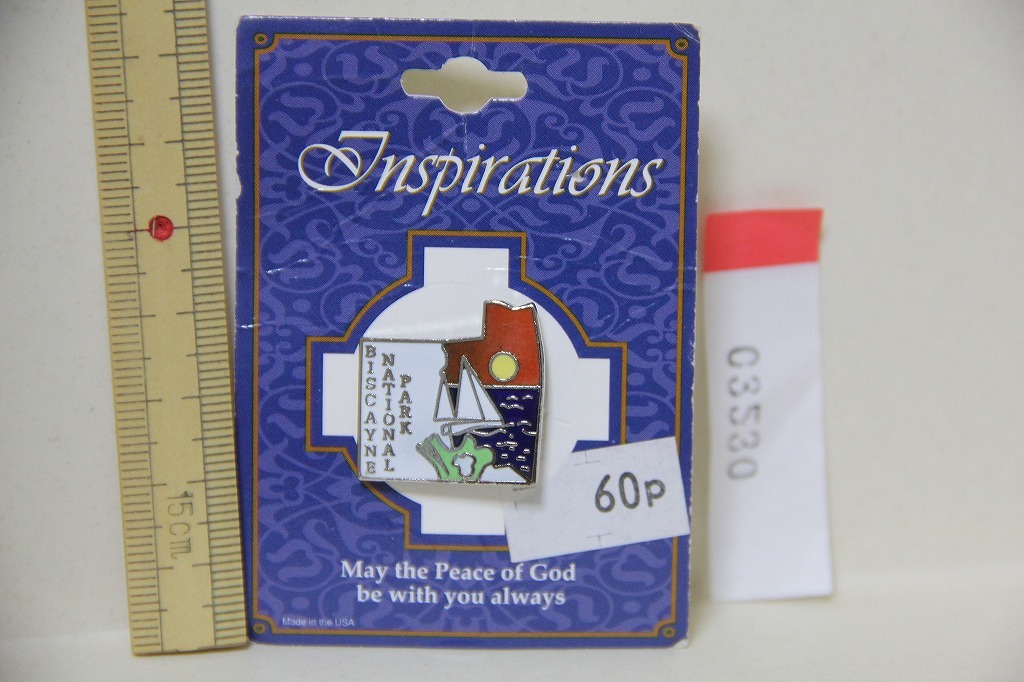 Inspirations
BISCAYNE
NATIONAL
PARK
60P
May the Peace of God
be with you always
Made in the USA
15cm
03530